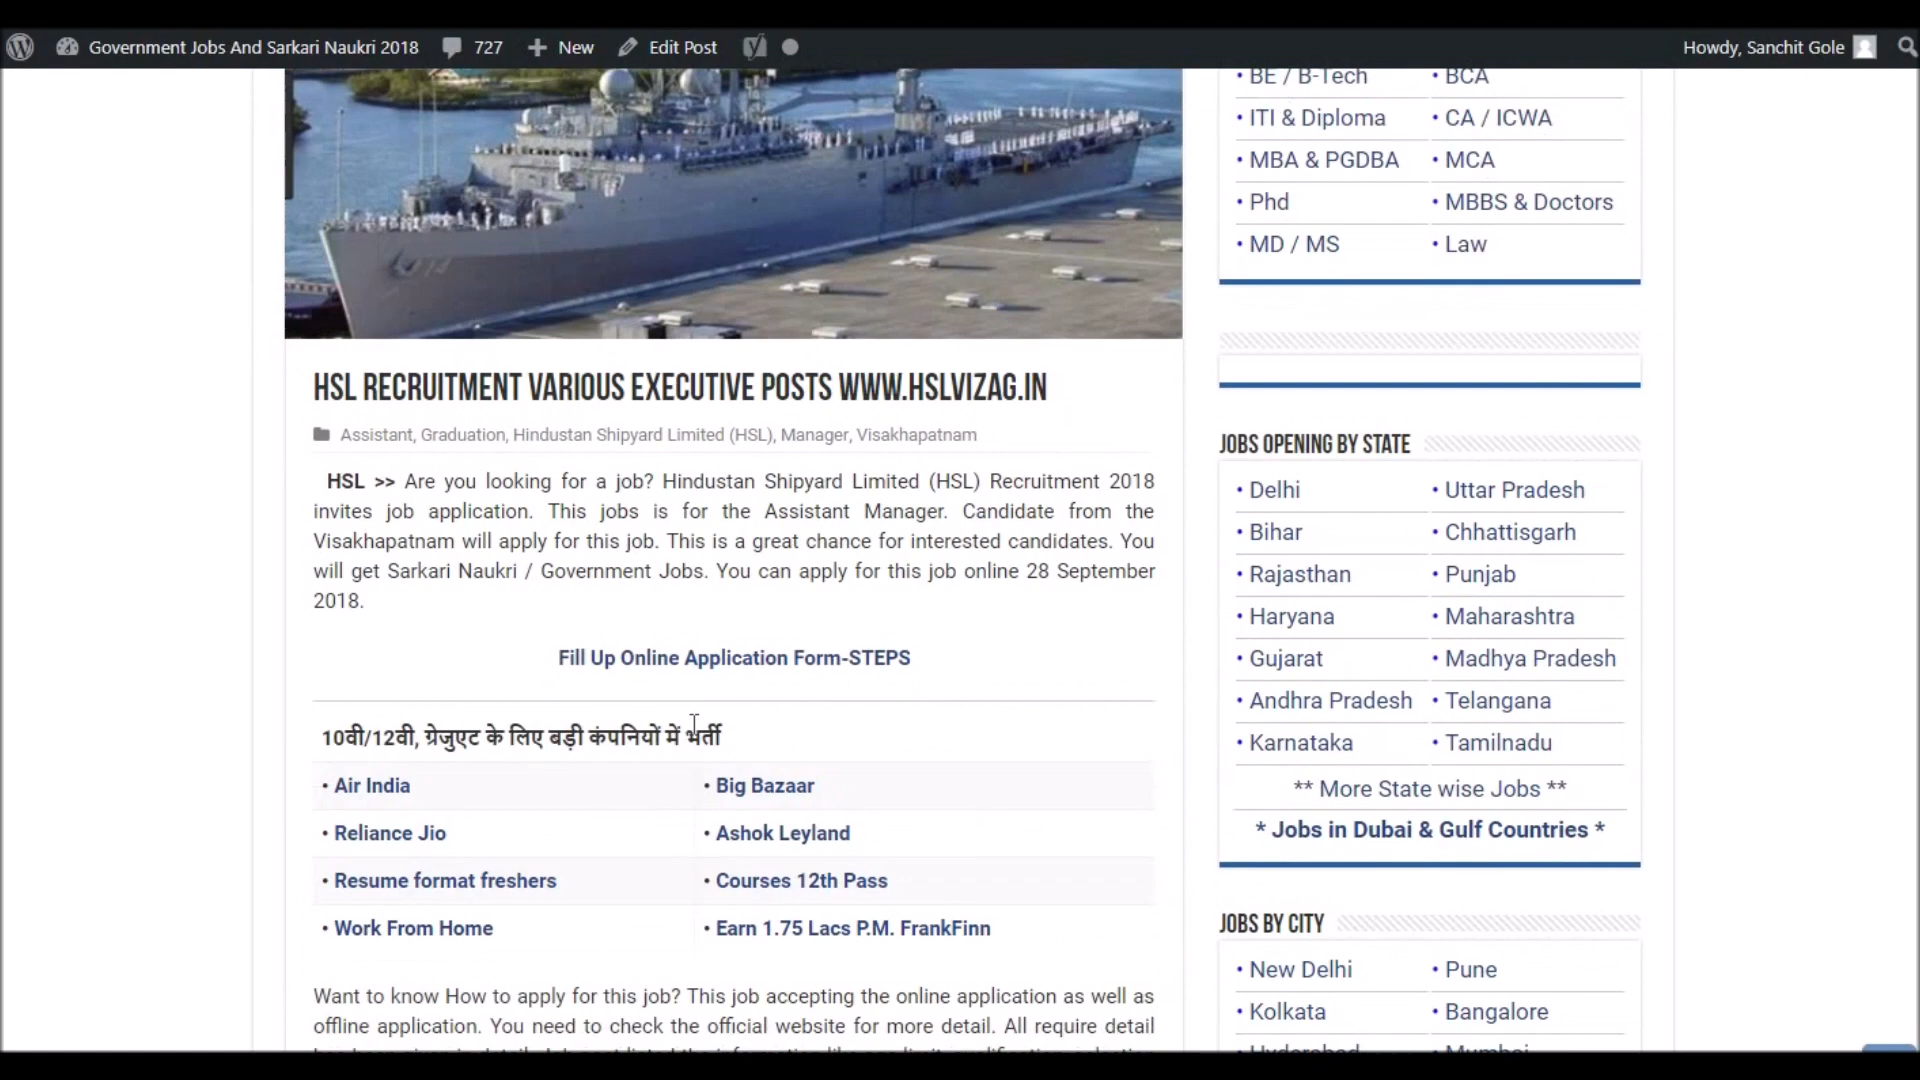 Government Jobs And Sarkari Naukri 2018 727 New Edit Post Howdy, Sanchit Gole
HSL RECRUITMENT VARIOUS EXECUTIVE POSTS WWW.HSLVIZAG.IN
Assistant, Graduation, Hindustan Shipyard Limited (HSL), Manager, Visakhapatnam
HSL >> Are you looking for a job? Hindustan Shipyard Limited (HSL) Recruitment 2018
invites job application. This jobs is for the Assistant Manager. Candidate from the
Visakhapatnam will apply for this job. This is a great chance for interested candidates. You
will get Sarkari Naukri / Government Jobs. You can apply for this job online 28 September
2018.
Fill Up Online Application Form-STEPS
10वी/12वी, ग्रेजुएट के लिए बड़ी कंपनियों में भर्ती
• Air India • Big Bazaar
• Reliance Jio • Ashok Leyland
• Resume format freshers • Courses 12th Pass
• Work From Home • Earn 1.75 Lacs P.M. FrankFinn
Want to know How to apply for this job? This job accepting the online application as well as
offline application. You need to check the official website for more detail. All require detail
• BE / B-Tech • BCA
• ITI & Diploma • CA / ICWA
• MBA & PGDBA • MCA
• Phd • MBBS & Doctors
• MD / MS • Law
JOBS OPENING BY STATE
• Delhi • Uttar Pradesh
• Bihar • Chhattisgarh
• Rajasthan • Punjab
• Haryana • Maharashtra
• Gujarat • Madhya Pradesh
• Andhra Pradesh • Telangana
• Karnataka • Tamilnadu
** More State wise Jobs **
* Jobs in Dubai & Gulf Countries *
JOBS BY CITY
• New Delhi • Pune
• Kolkata • Bangalore
• Hyderabad • Mumbai